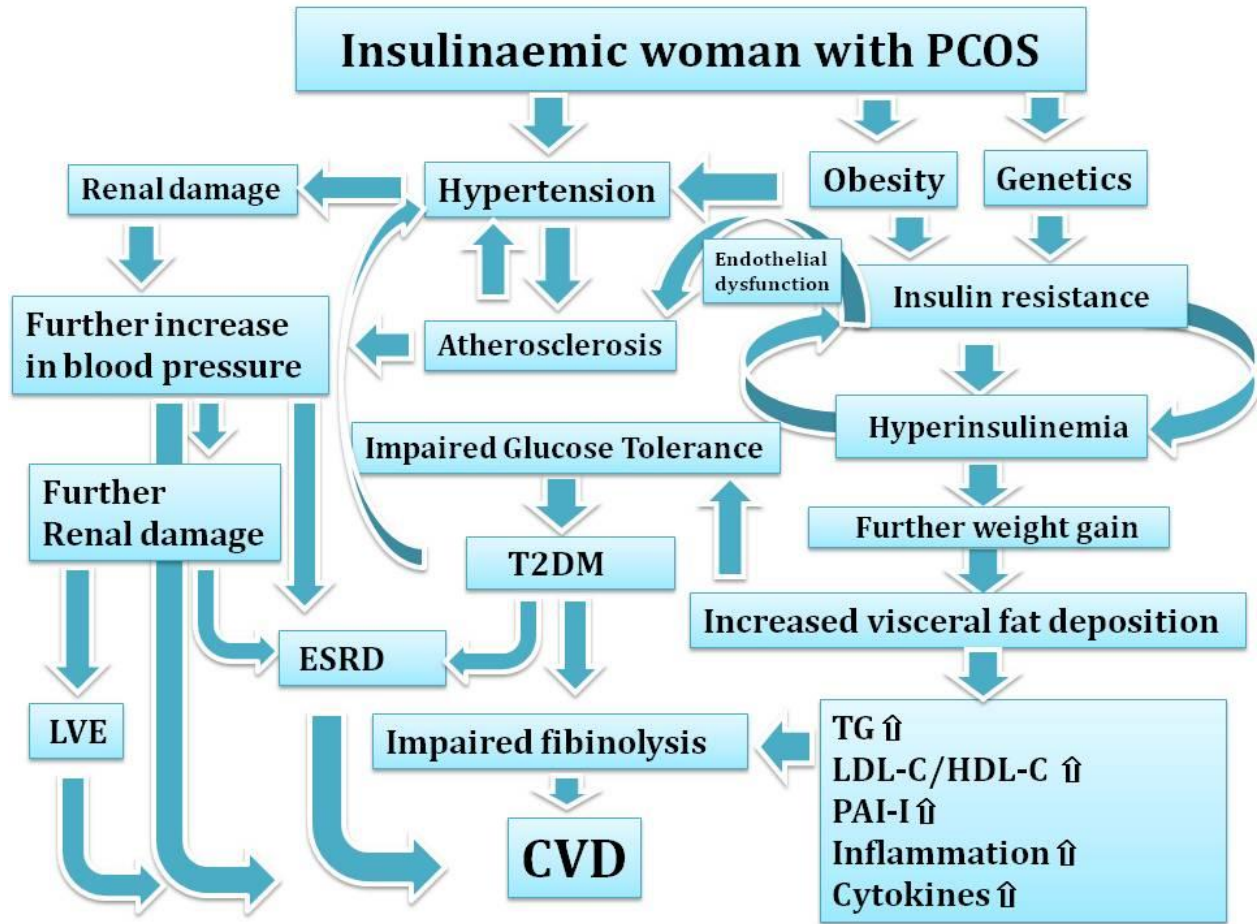 Insulinaemic woman with PCOS
Renal damage
Hypertension
Obesity
Genetics
Endothelial
dysfunction
Insulin resistance
Further increase
in blood pressure
Atherosclerosis
Hyperinsulinemia
Impaired Glucose Tolerance
Further
Renal damage
Further weight gain
T2DM
Increased visceral fat deposition
ESRD
LVE
Impaired fibinolysis
TG ⇧
LDL-C/HDL-C ⇧
PAI-I ⇧
Inflammation ⇧
Cytokines ⇧
CVD